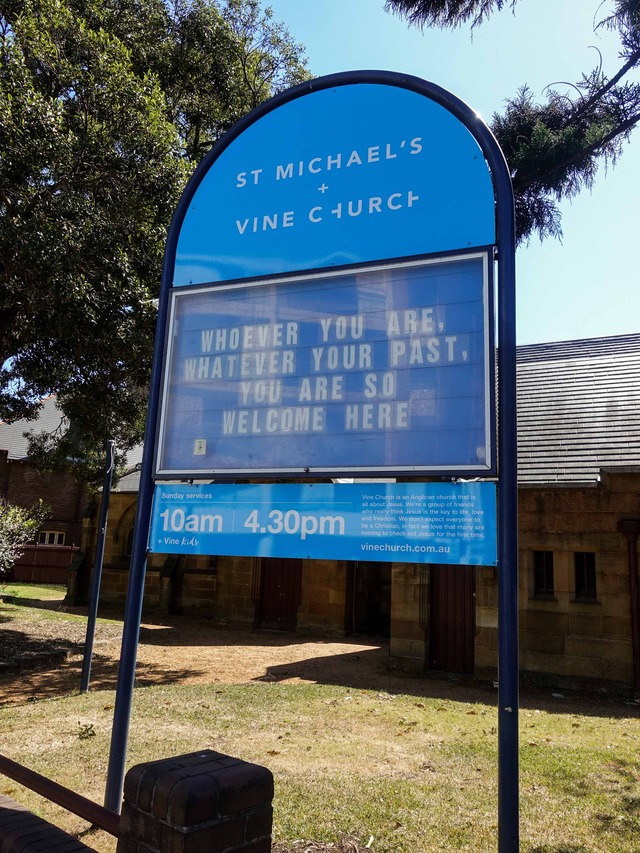 ST MICHAEL'S
+
VINE CHURCH
WHOEVER YOU ARE,
WHATEVER YOUR PAST,
YOU ARE SO
WELCOME HERE
Sunday services
10am 4.30pm
+ Vine Kids
Vine Church is an Anglican church that is
all about Jesus. We're a group of friends
who really think Jesus is the key to life, love
and freedom. We don't expect everyone to
be a Christian, in fact we love that many are
coming to check out Jesus for the first time.
vinechurch.com.au